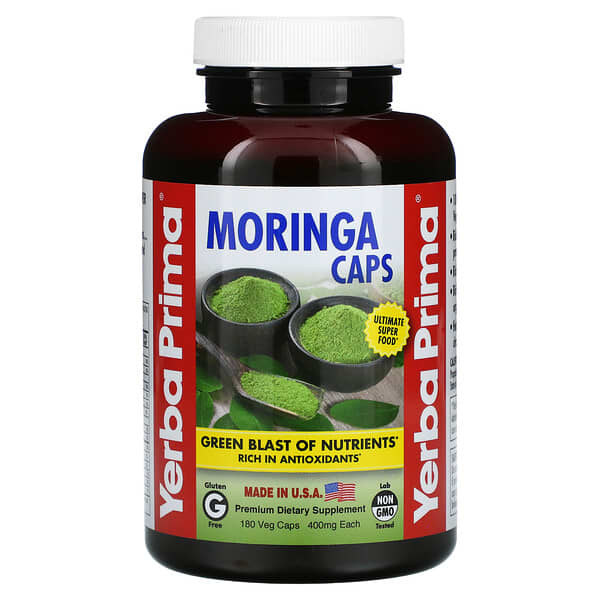 Yerba Prima®
MORINGA
CAPS
ULTIMATE
SUPER
FOOD*
GREEN BLAST OF NUTRIENTS*
RICH IN ANTIOXIDANTS*
Gluten
G
Free
MADE IN U.S.A.
Premium Dietary Supplement
180 Veg Caps 400mg Each
Lab
NON
GMO
Tested
Yerba Prima®